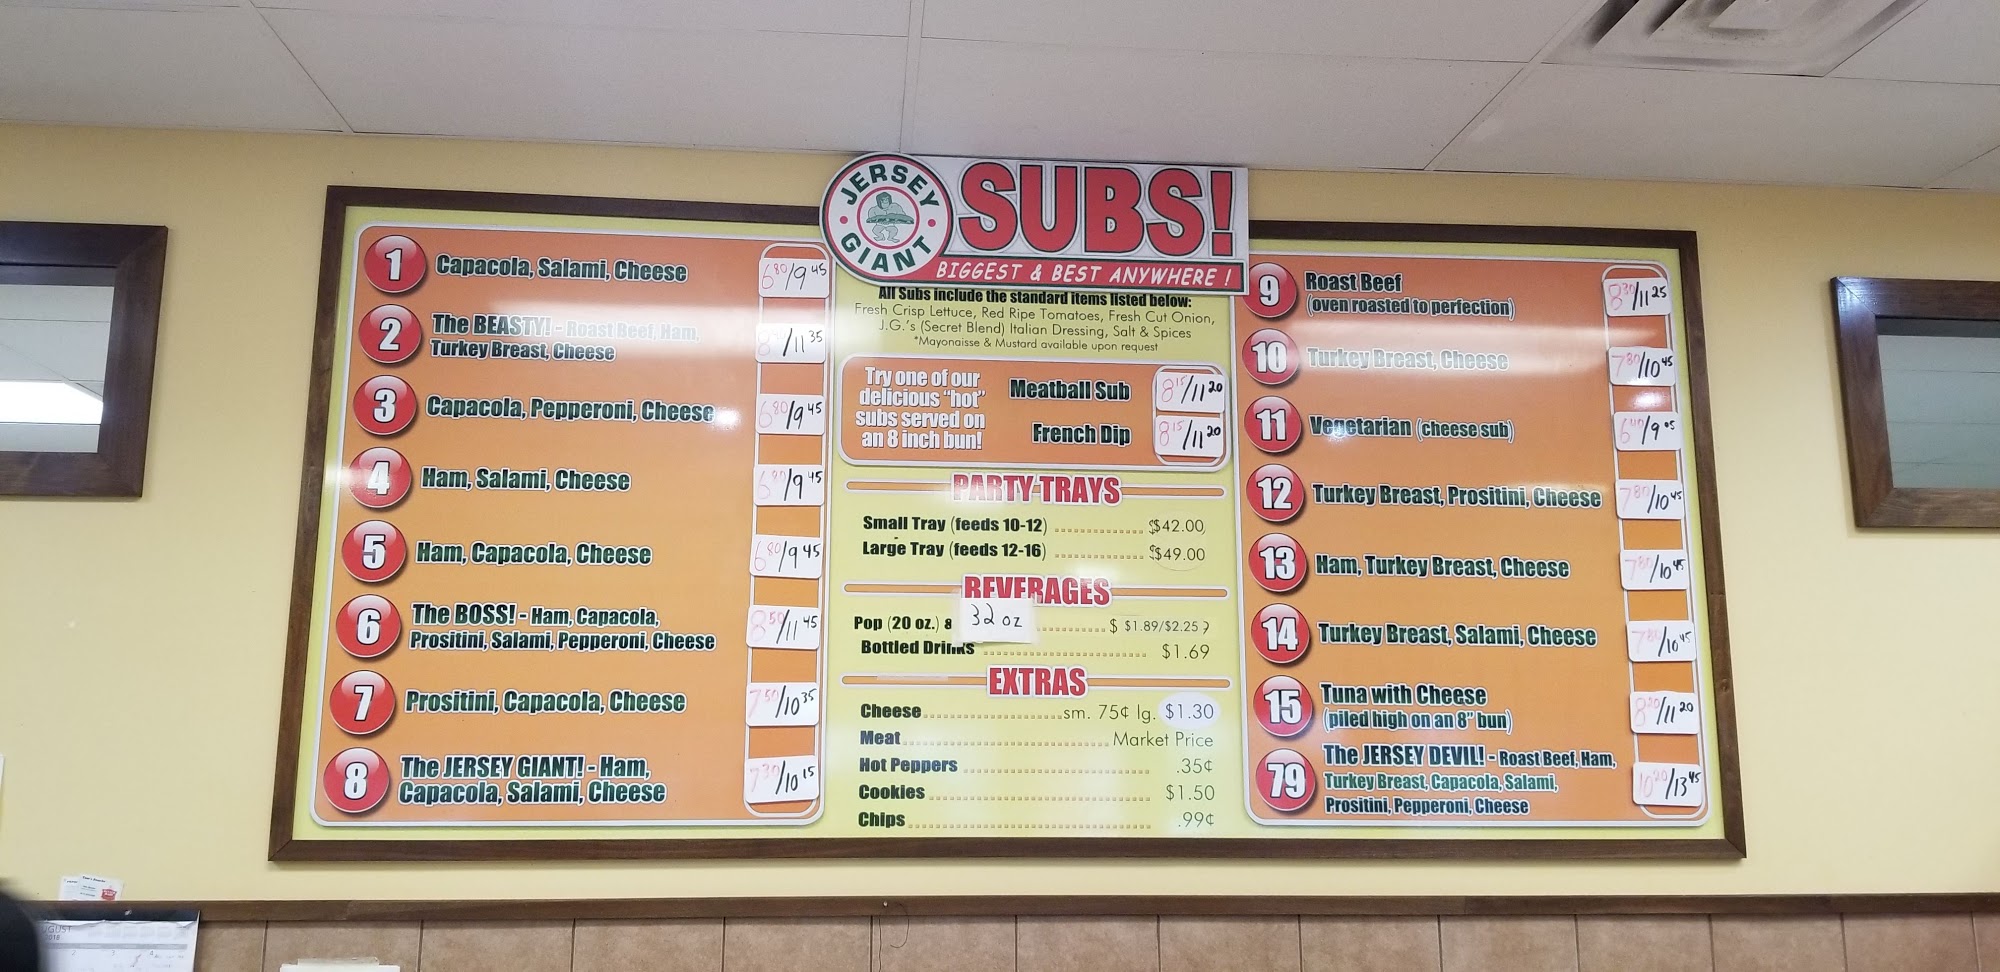 JERSEY GIANT
SUBS!
BIGGEST & BEST ANYWHERE !
1 Capacola, Salami, Cheese 6 80/9 45
2 The BEASTY! - Roast Beef, Ham,
Turkey Breast, Cheese /11 35
3 Capacola, Pepperoni, Cheese 6 80/9 45
4 Ham, Salami, Cheese 6 80/9 45
5 Ham, Capacola, Cheese 6 80/9 45
6 The BOSS! - Ham, Capacola,
Prositini, Salami, Pepperoni, Cheese 8 50/11 45
7 Prositini, Capacola, Cheese 7 50/10 35
8 The JERSEY GIANT! - Ham,
Capacola, Salami, Cheese 7 30/10 15
All Subs include the standard items listed below:
Fresh Crisp Lettuce, Red Ripe Tomatoes, Fresh Cut Onion,
J.G.'s (Secret Blend) Italian Dressing, Salt & Spices
*Mayonaisse & Mustard available upon request
Try one of our
delicious "hot"
subs served on
an 8 inch bun!
Meatball Sub 8 15/11 20
French Dip 8 15/11 20
PARTY TRAYS
Small Tray (feeds 10-12) $42.00
Large Tray (feeds 12-16) $49.00
BEVERAGES
Pop (20 oz.) & 32 oz $ $1.89/$2.25
Bottled Drinks $1.69
EXTRAS
Cheese sm. 75¢ lg. $1.30
Meat Market Price
Hot Peppers .35¢
Cookies $1.50
Chips .99¢
9 Roast Beef
(oven roasted to perfection) 8 30/11 25
10 Turkey Breast, Cheese 7 80/10 45
11 Vegetarian (cheese sub) 6 40/9 05
12 Turkey Breast, Prositini, Cheese 7 80/10 45
13 Ham, Turkey Breast, Cheese 7 80/10 45
14 Turkey Breast, Salami, Cheese 7 80/10 45
15 Tuna with Cheese
(piled high on an 8" bun) 8 20/11 20
79 The JERSEY DEVIL! - Roast Beef, Ham,
Turkey Breast, Capacola, Salami,
Prositini, Pepperoni, Cheese 10 20/13 45